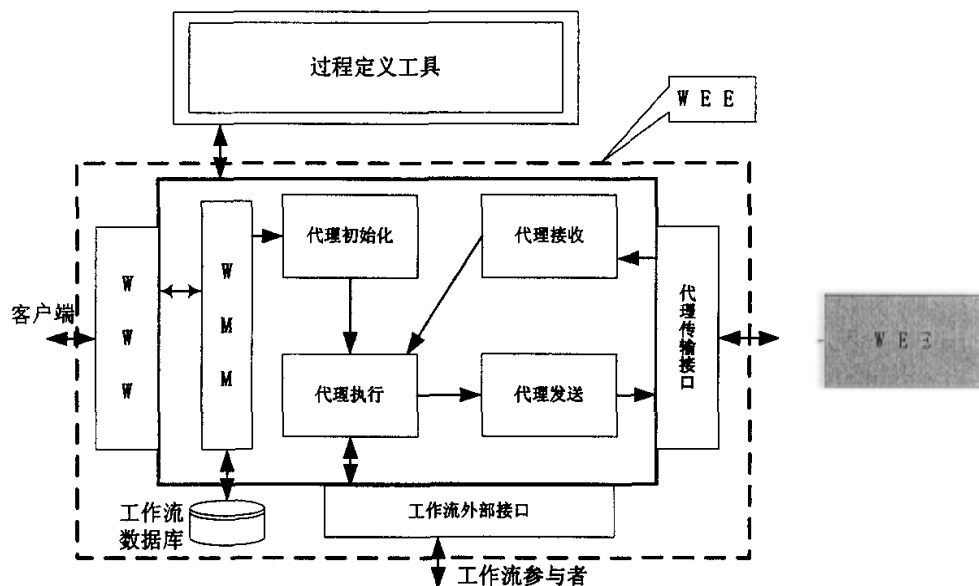 过程定义工具
W E E
代理初始化
代理接收
客户端
W W W
W M M
代理传输接口
W E E
代理执行
代理发送
工作流
数据库
工作流外部接口
工作流参与者